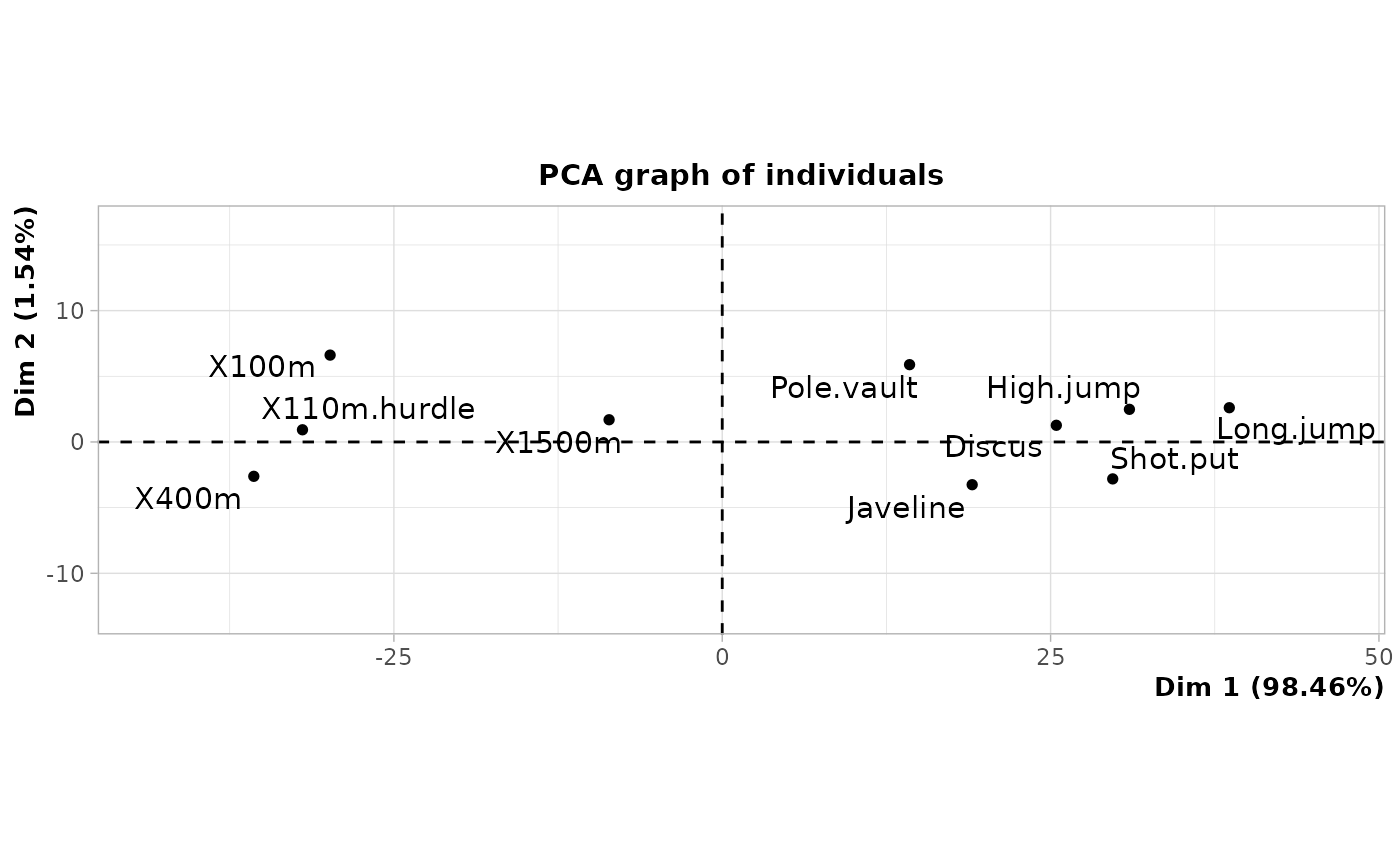 PCA graph of individuals
Dim 2 (1.54%)
10
0
-10
X100m
X110m.hurdle
X400m
X1500m
Pole.vault
High.jump
Long.jump
Discus
Shot.put
Javeline
-25
0
25
50
Dim 1 (98.46%)